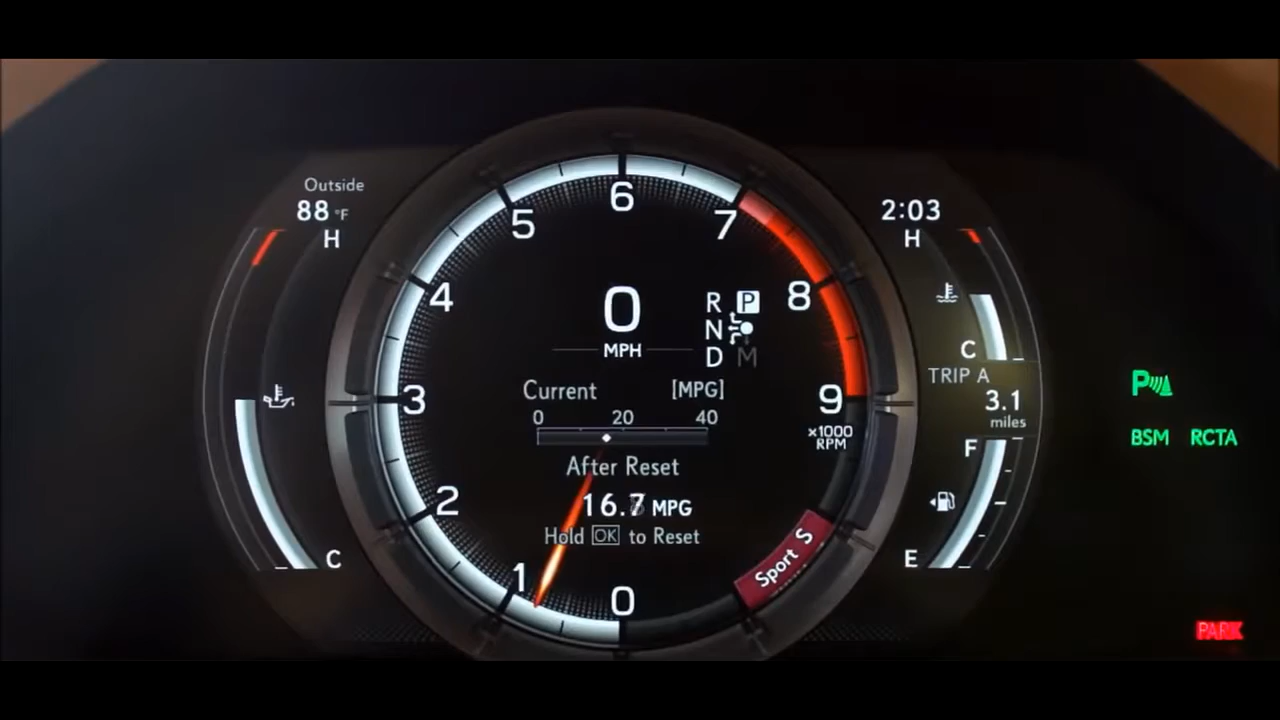 Outside
88 °F
H
C
0
1
2
3
4
5
6
7
8
9
×1000
RPM
0
MPH
R P
N
D M
Current [MPG]
0 20 40
After Reset
MPG
Hold OK to Reset
Sport S
2:03
H
C
TRIP A
3.1
miles
F
E
P
BSM RCTA
PARK